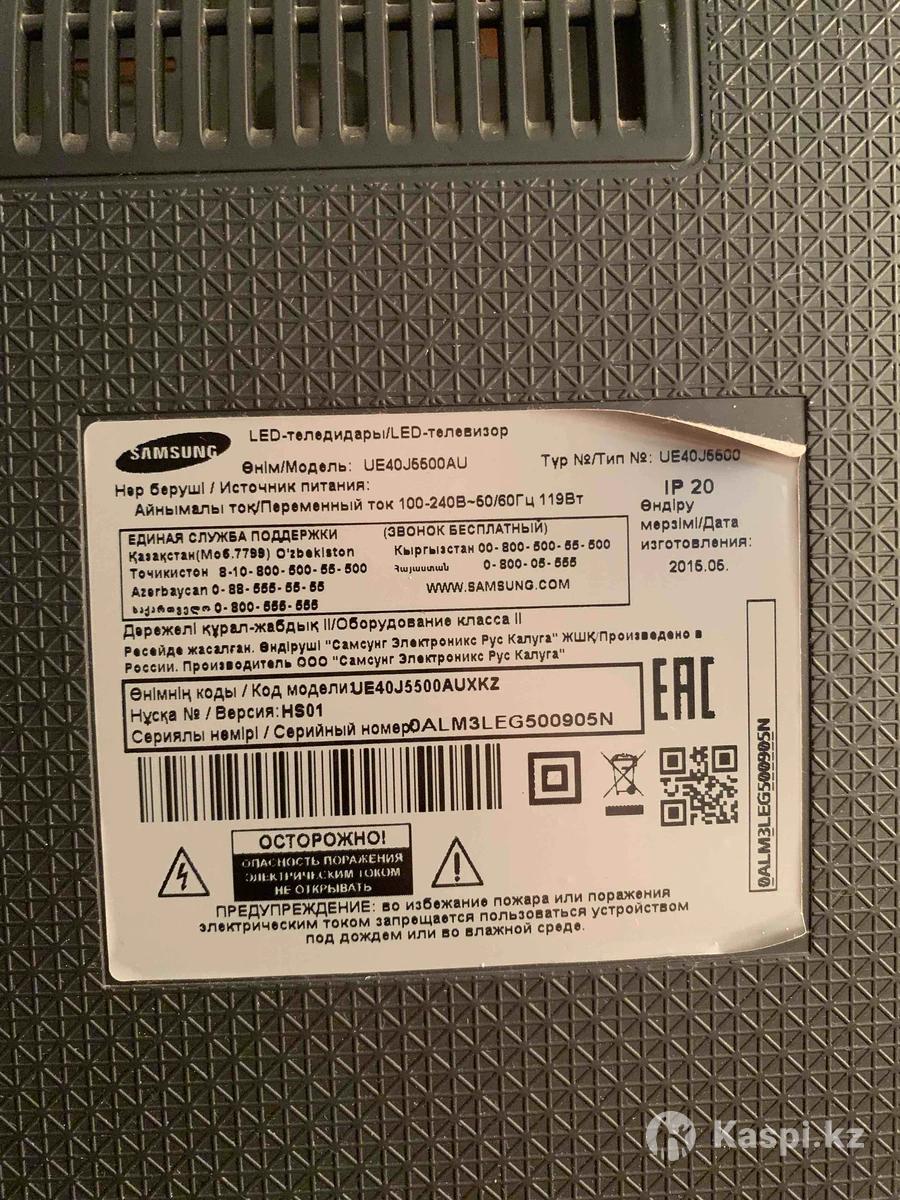 SAMSUNG
LED-теледидары/LED-телевизор
Өнім/Модель: UE40J5500AU
Түр №/Тип №: UE40J5500
Нәр беруші / Источник питания:
Айнымалы тоқ/Переменный ток 100-240В~50/60Гц 119Вт
IP 20
Өндіру
мерзімі/Дата
изготовления:
2015.05.
ЕДИНАЯ СЛУЖБА ПОДДЕРЖКИ (ЗВОНОК БЕСПЛАТНЫЙ)
Қазақстан(Моб.7799) O'zbekiston
Тоҷикистон 8-10-800-500-55-500
Azərbaycan 0-88-555-55-55
საქართველო 0-800-555-555
Кыргызстан 00-800-500-55-500
Հայաստան 0-800-05-555
WWW.SAMSUNG.COM
Дәрежелі құрал-жабдық II/Оборудование класса II
Ресейде жасалған. Өндіруші "Самсунг Электроникс Рус Калуга" ЖШҚ/Произведено в
России. Производитель ООО "Самсунг Электроникс Рус Калуга"
Өнімнің коды / Код модели:UE40J5500AUXKZ
Нұсқа № / Версия: HS01
Сериялы нөмірі / Серийный номер:0ALM3LEG500905N
EAC
0ALM3LEG500905N
ОСТОРОЖНО!
ОПАСНОСТЬ ПОРАЖЕНИЯ
ЭЛЕКТРИЧЕСКИМ ТОКОМ
НЕ ОТКРЫВАТЬ
ПРЕДУПРЕЖДЕНИЕ: во избежание пожара или поражения
электрическим током запрещается пользоваться устройством
под дождем или во влажной среде.
Kaspi.kz